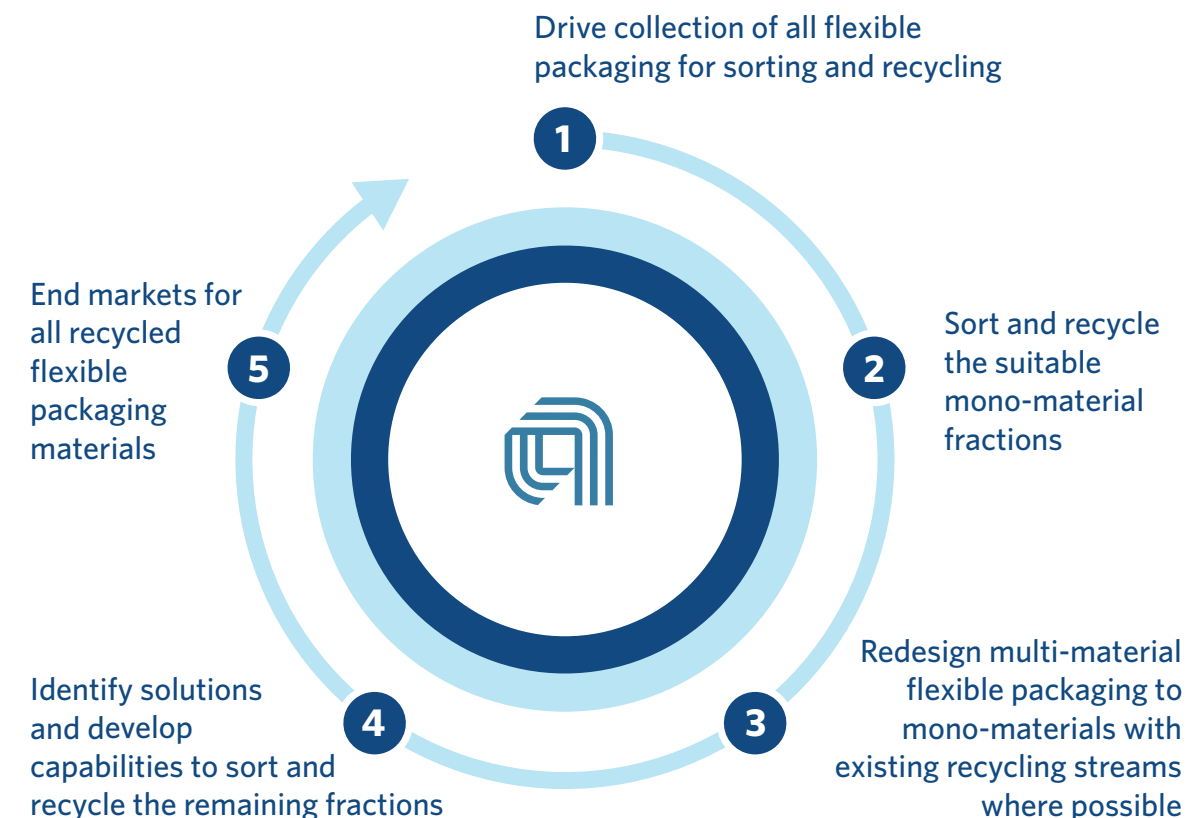 Drive collection of all flexible
packaging for sorting and recycling
1
2
Sort and recycle
the suitable
mono-material
fractions
3
Redesign multi-material
flexible packaging to
mono-materials with
existing recycling streams
where possible
4
Identify solutions
and develop
capabilities to sort and
recycle the remaining fractions
5
End markets for
all recycled
flexible
packaging
materials